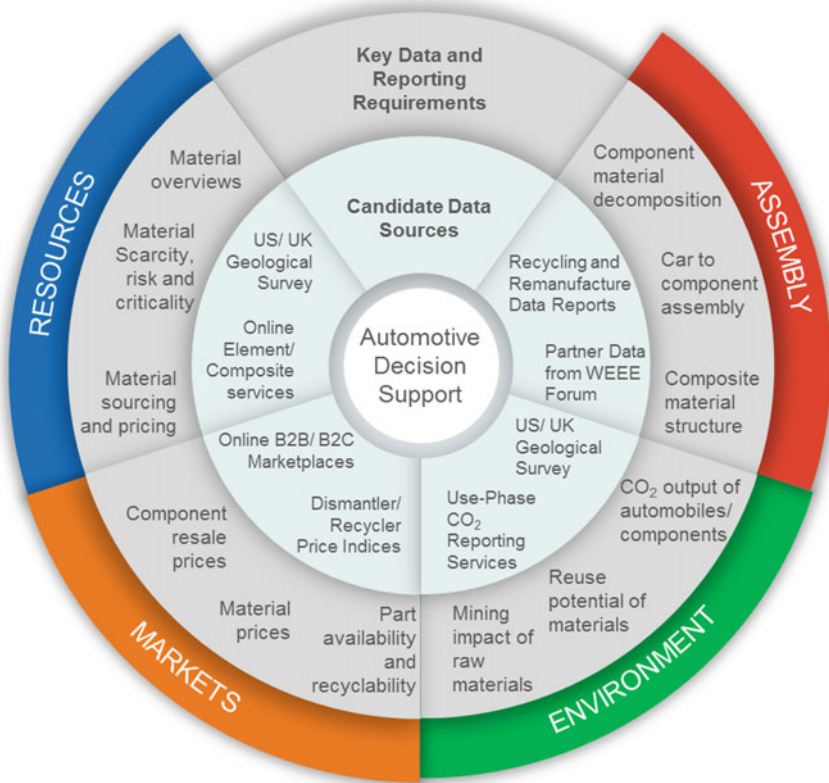 Key Data and
Reporting
Requirements
Candidate Data
Sources
Automotive
Decision
Support
RESOURCES
Material
overviews
Material
Scarcity,
risk and
criticality
Material
sourcing
and pricing
US/ UK
Geological
Survey
Online
Element/
Composite
services
ASSEMBLY
Component
material
decomposition
Car to
component
assembly
Composite
material
structure
Recycling and
Remanufacture
Data Reports
Partner Data
from WEEE
Forum
MARKETS
Online B2B/ B2C
Marketplaces
Dismantler/
Recycler
Price Indices
Component
resale
prices
Material
prices
Part
availability
and
recyclability
ENVIRONMENT
US/ UK
Geological
Survey
Use-Phase
CO₂
Reporting
Services
CO₂ output of
automobiles/
components
Reuse
potential of
materials
Mining
impact of
raw
materials